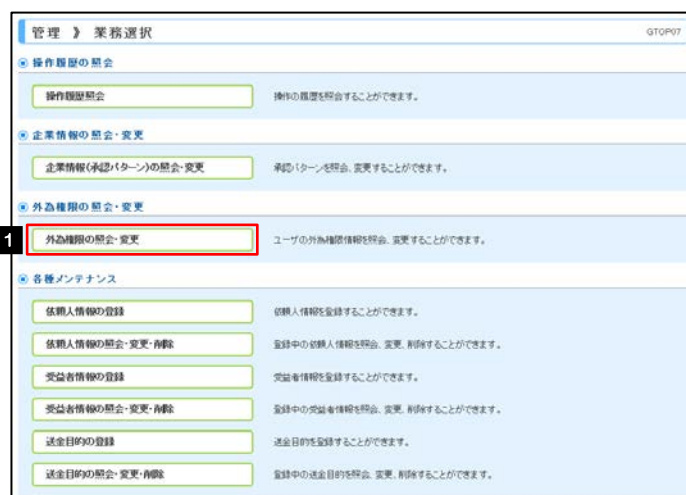 管理 》 業務選択
GTOP07
操作履歴の照会
操作履歴照会
操作の履歴を照会することができます。
企業情報の照会・変更
企業情報(承認パターン)の照会・変更
承認パターンを照会、変更することができます。
外為権限の照会・変更
1
外為権限の照会・変更
ユーザの外為権限情報を照会、変更することができます。
各種メンテナンス
依頼人情報の登録
依頼人情報を登録することができます。
依頼人情報の照会・変更・削除
登録中の依頼人情報を照会、変更、削除することができます。
受益者情報の登録
受益者情報を登録することができます。
受益者情報の照会・変更・削除
登録中の受益者情報を照会、変更、削除することができます。
送金目的の登録
送金目的を登録することができます。
送金目的の照会・変更・削除
登録中の送金目的を照会、変更、削除することができます。